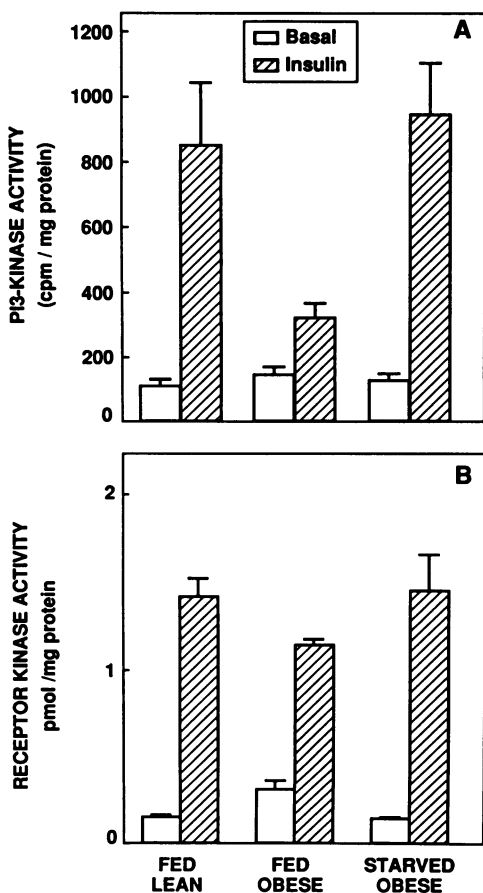 A
Basal
Insulin
PI3-KINASE ACTIVITY
(cpm / mg protein)
1200
1000
800
600
400
200
0
B
RECEPTOR KINASE ACTIVITY
pmol /mg protein
2
1
0
FED
LEAN
FED
OBESE
STARVED
OBESE